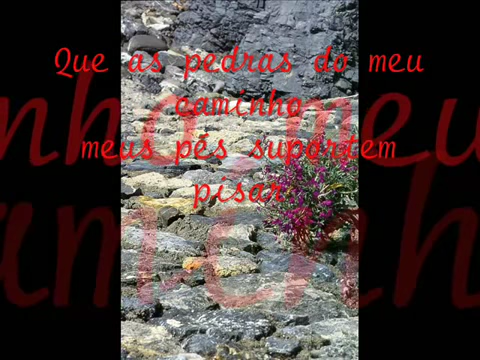 Que as pedras do meu
caminho
meus pés suportem
pisar